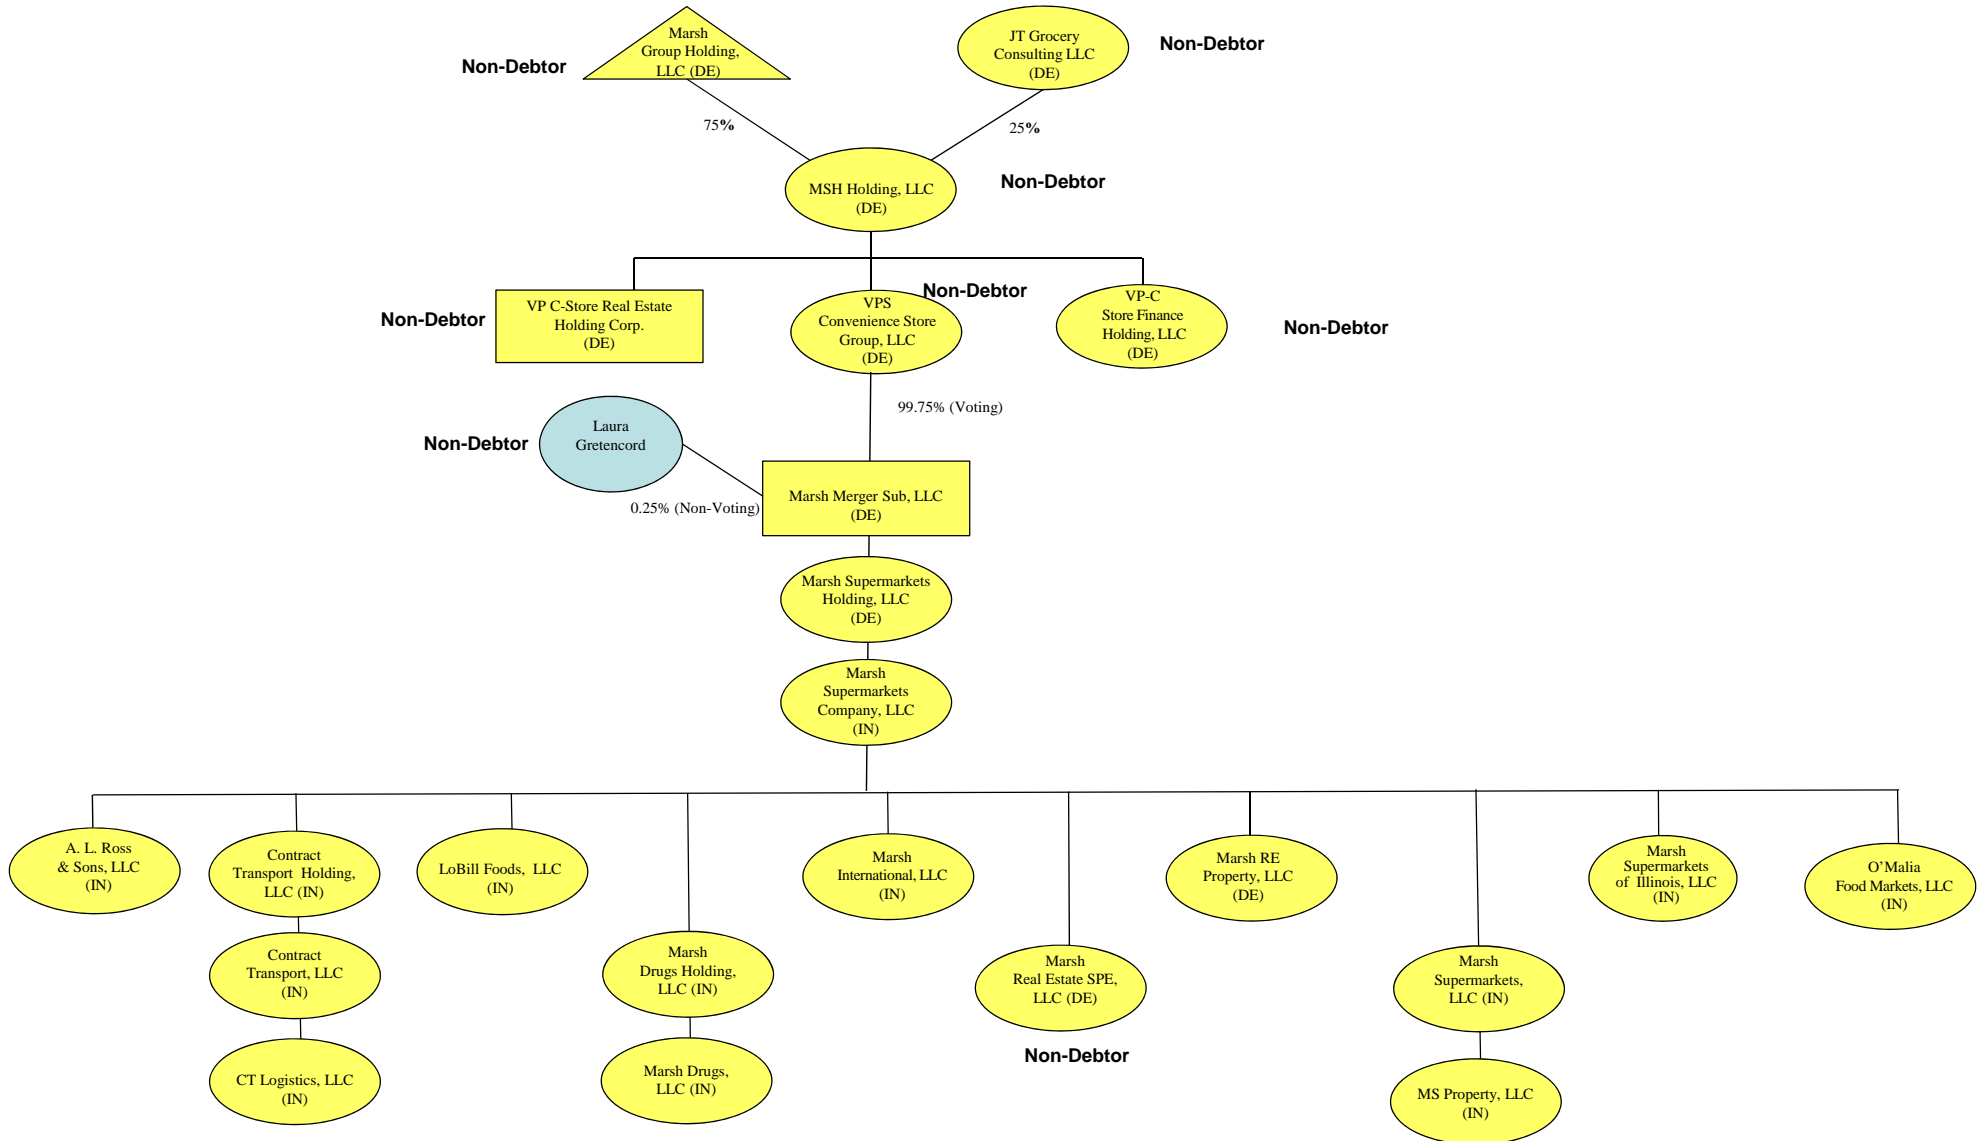 Marsh
Group Holding,
LLC (DE)
Non-Debtor
JT Grocery
Consulting LLC
(DE)
Non-Debtor
75%
25%
MSH Holding, LLC
(DE)
Non-Debtor
Non-Debtor
VP C-Store Real Estate
Holding Corp.
(DE)
Non-Debtor
VPS
Convenience Store
Group, LLC
(DE)
VP-C
Store Finance
Holding, LLC
(DE)
Non-Debtor
99.75% (Voting)
Non-Debtor
Laura
Gretencord
0.25% (Non-Voting)
Marsh Merger Sub, LLC
(DE)
Marsh Supermarkets
Holding, LLC
(DE)
Marsh
Supermarkets
Company, LLC
(IN)
A. L. Ross
& Sons, LLC
(IN)
Contract
Transport Holding,
LLC (IN)
LoBill Foods, LLC
(IN)
Marsh
International, LLC
(IN)
Marsh RE
Property, LLC
(DE)
Marsh
Supermarkets
of Illinois, LLC
(IN)
O’Malia
Food Markets, LLC
(IN)
Contract
Transport, LLC
(IN)
Marsh
Drugs Holding,
LLC (IN)
Marsh
Real Estate SPE,
LLC (DE)
Non-Debtor
Marsh
Supermarkets,
LLC (IN)
CT Logistics, LLC
(IN)
Marsh Drugs,
LLC (IN)
MS Property, LLC
(IN)